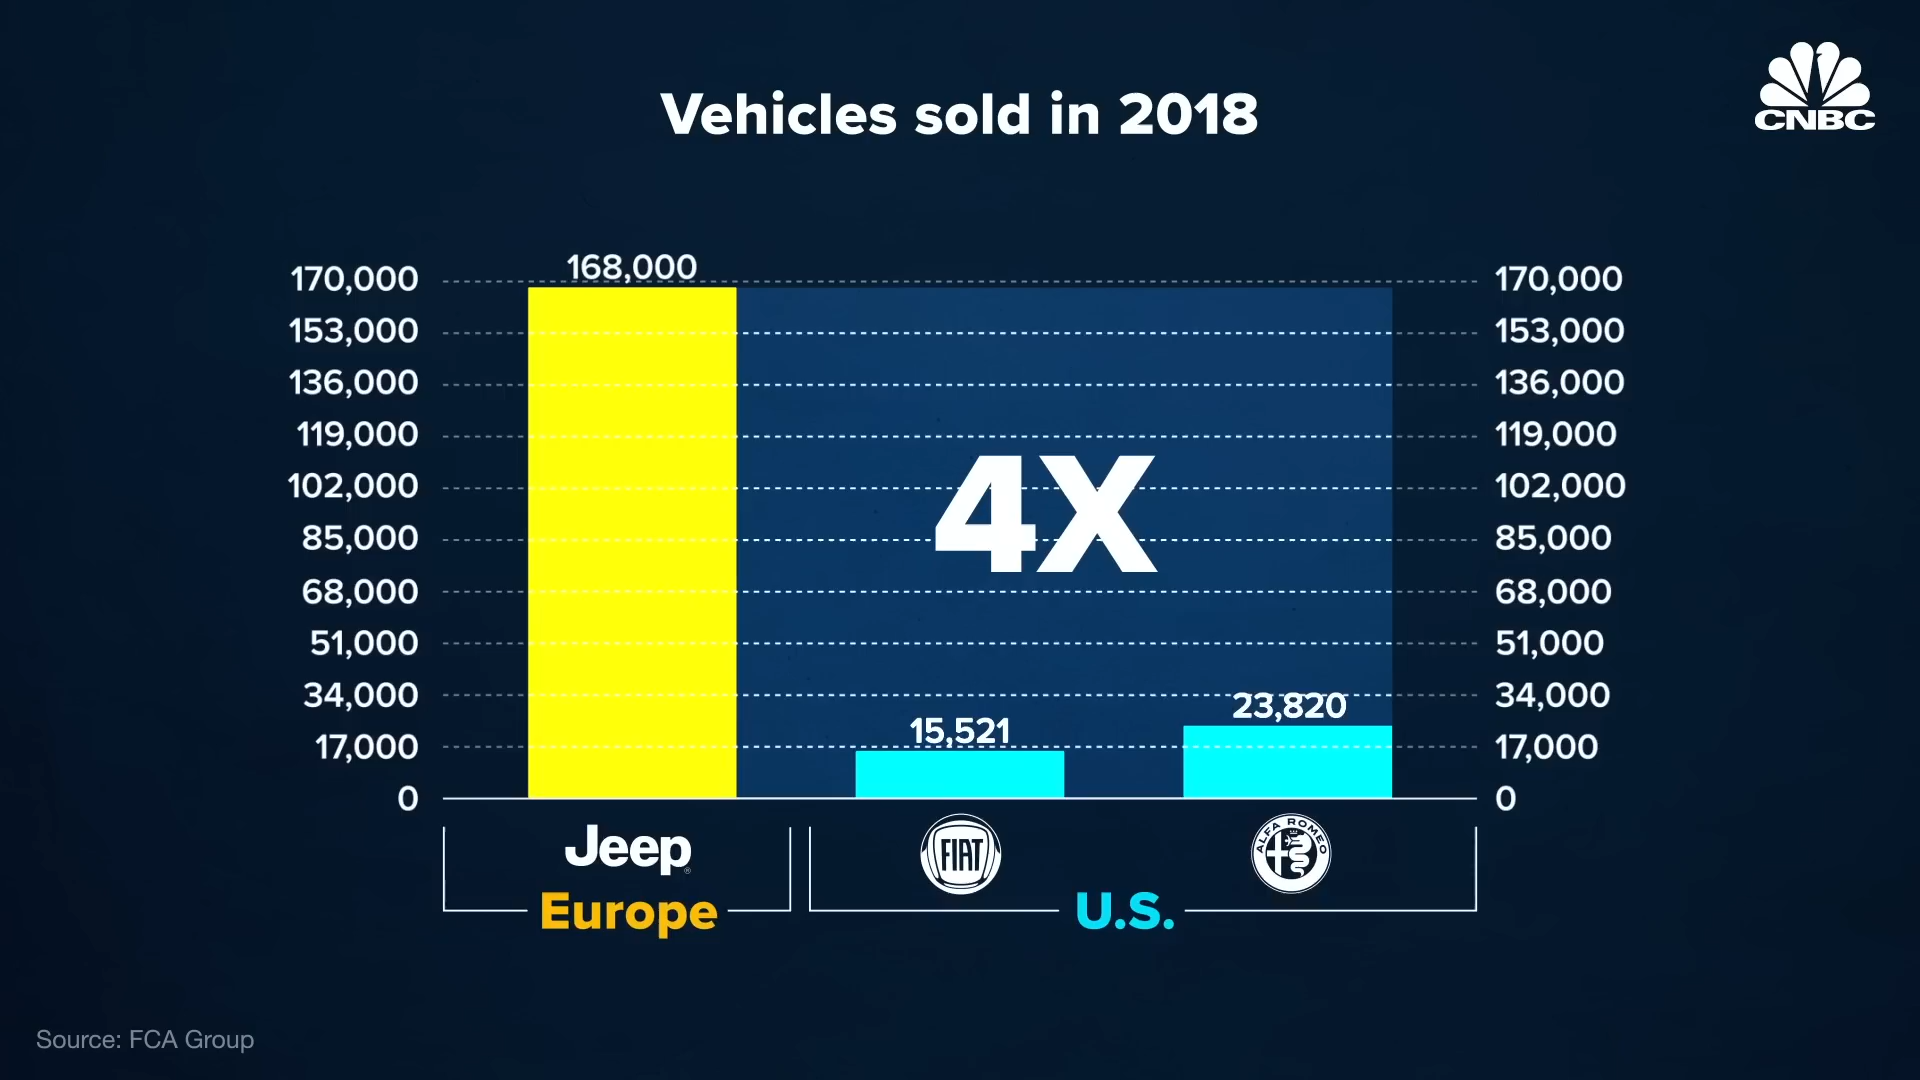 Vehicles sold in 2018
CNBC
168,000
170,000 170,000
153,000 153,000
136,000 136,000
119,000 119,000
102,000 102,000
4X
85,000 85,000
68,000 68,000
51,000 51,000
34,000 34,000
23,820
15,521
17,000 17,000
0 0
Jeep®
FIAT
ALFA ROMEO
Europe
U.S.
Source: FCA Group